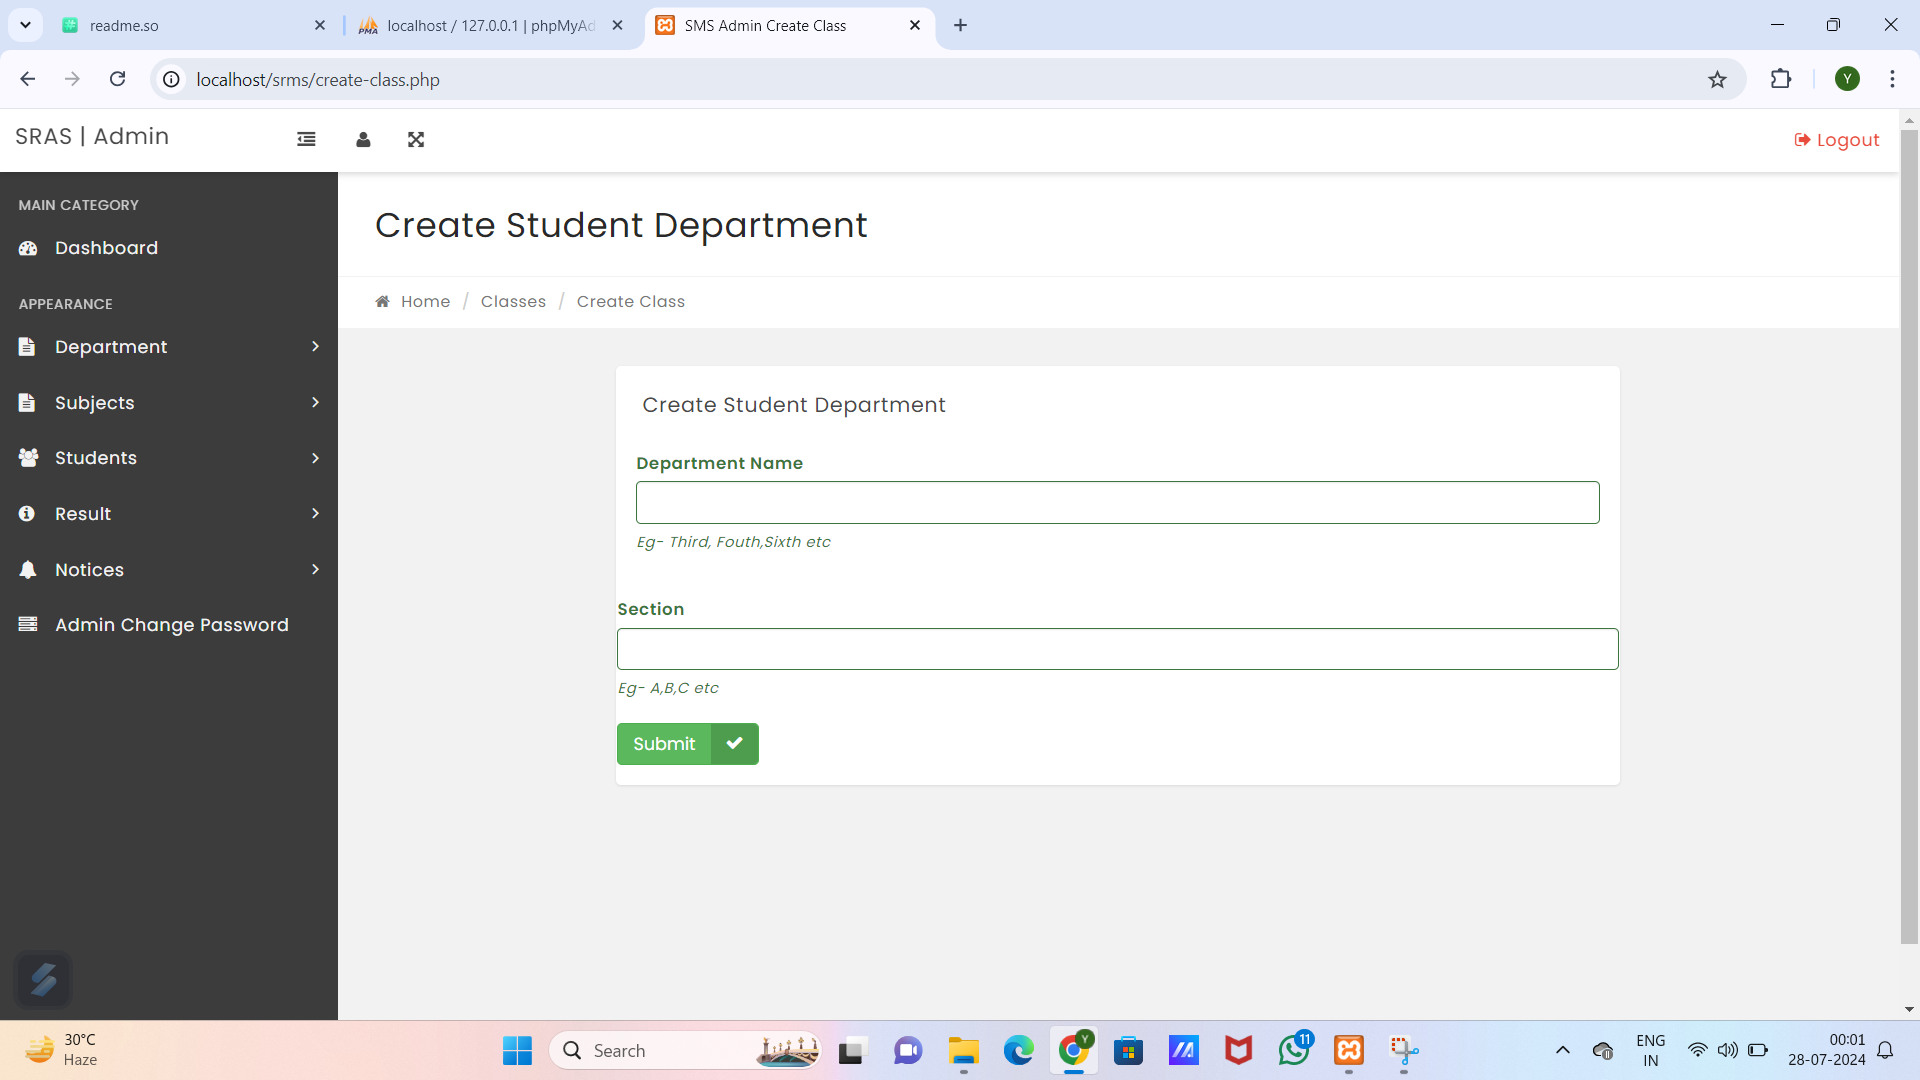 readme.so
localhost / 127.0.0.1 | phpMyAd
SMS Admin Create Class
localhost/srms/create-class.php
Y
SRAS | Admin
Logout
MAIN CATEGORY
Dashboard
APPEARANCE
Department
Subjects
Students
Result
Notices
Admin Change Password
Create Student Department
Home / Classes / Create Class
Create Student Department
Department Name
Eg- Third, Fouth,Sixth etc
Section
Eg- A,B,C etc
Submit
30°C
Haze
Search
Y
11
ENG
IN
00:01
28-07-2024